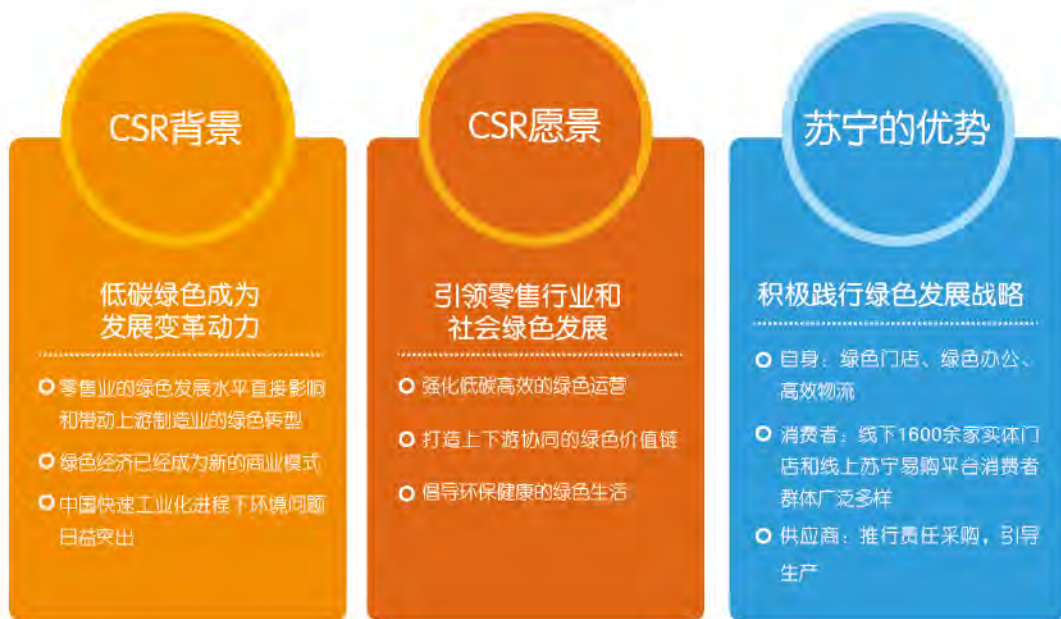 CSR背景
低碳绿色成为
发展变革动力
零售业的绿色发展水平直接影响
和带动上游制造业的绿色转型
绿色经济已经成为新的商业模式
中国快速工业化进程下环境问题
日益突出
CSR愿景
引领零售行业和
社会绿色发展
强化低碳高效的绿色运营
打造上下游协同的绿色价值链
倡导环保健康的绿色生活
苏宁的优势
积极践行绿色发展战略
自身：绿色门店、绿色办公、
高效物流
消费者：线下1600余家实体门
店和线上苏宁易购平台消费者
群体广泛多样
供应商：推行责任采购，引导
生产